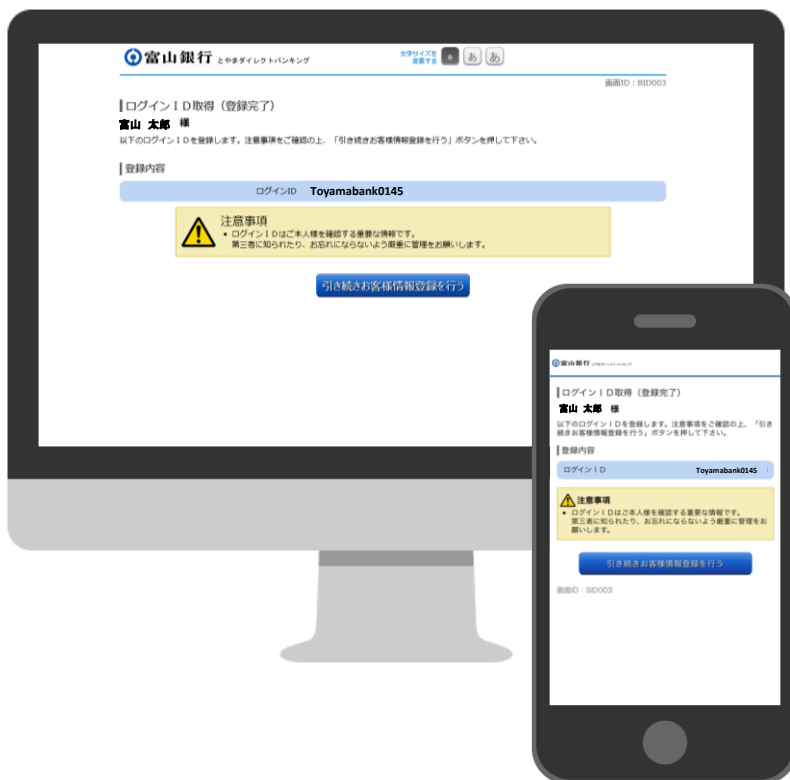 富山銀行 とやまダイレクトバンキング
文字サイズを
変更する あ あ あ
画面ID：BID003
ログインＩＤ取得（登録完了）
富山 太郎 様
以下のログインＩＤを登録します。注意事項をご確認の上、「引き続きお客様情報登録を行う」ボタンを押して下さい。
登録内容
ログインID Toyamabank0145
注意事項
• ログインＩＤはご本人様を確認する重要な情報です。
第三者に知られたり、お忘れにならないよう厳重に管理をお願いします。
引き続きお客様情報登録を行う
富山銀行 とやまダイレクトバンキング
ログインＩＤ取得（登録完了）
富山 太郎 様
以下のログインＩＤを登録します。注意事項をご確認の上、「引き
続きお客様情報登録を行う」ボタンを押して下さい。
登録内容
ログインＩＤ Toyamabank0145
注意事項
• ログインＩＤはご本人様を確認する重要な情報です。
第三者に知られたり、お忘れにならないよう厳重に管理をお
願いします。
引き続きお客様情報登録を行う
画面ID：SID003